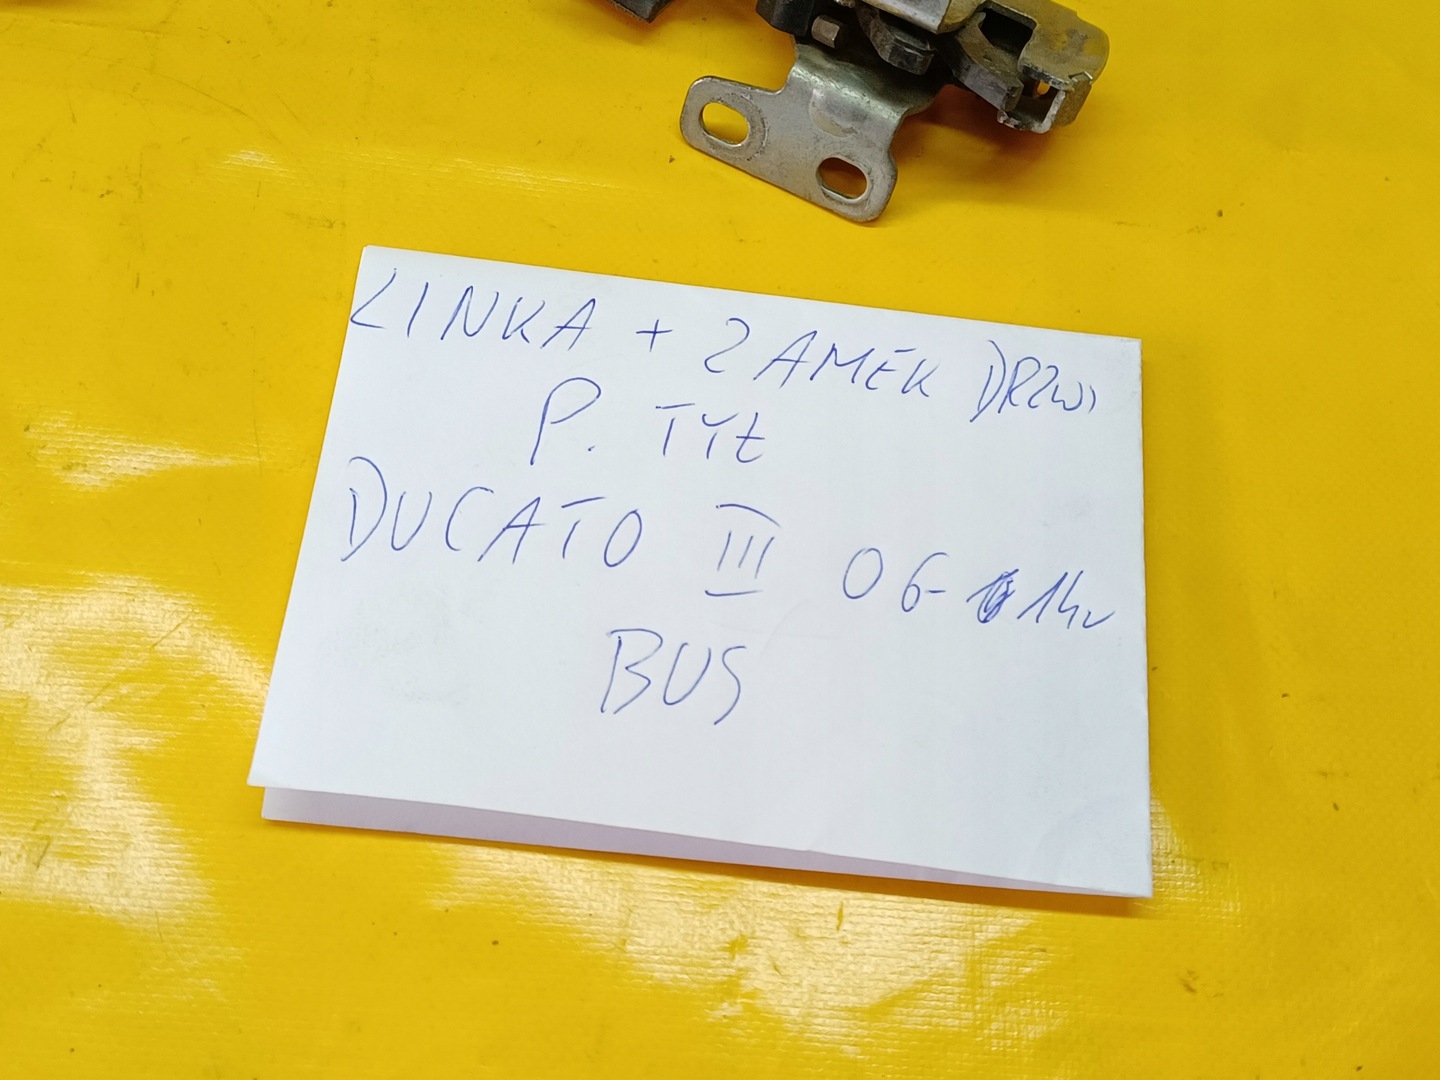 LINKA + ZAMEK DRZWI
P. TYŁ
DUCATO III 06-14r
BUS